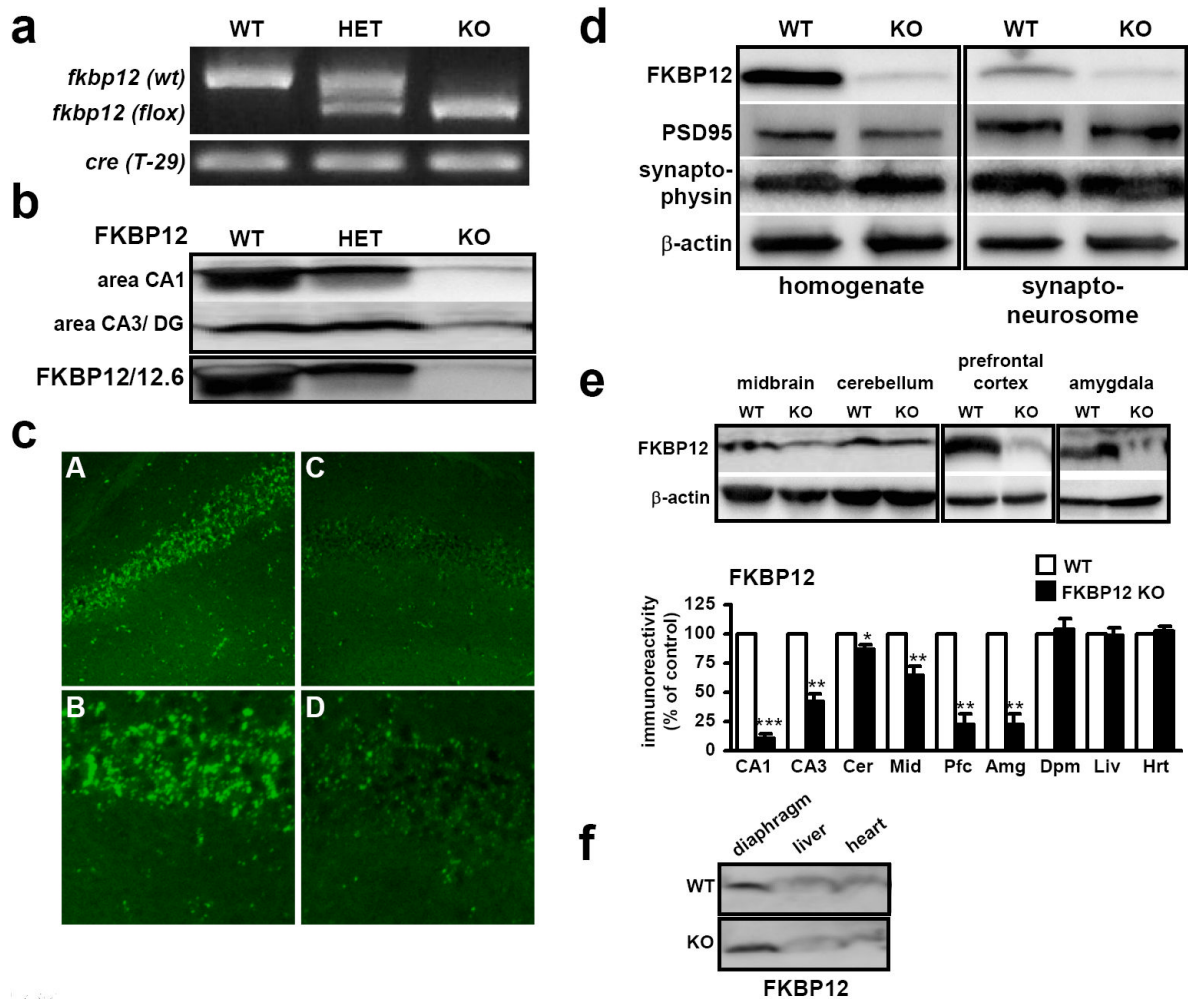 a
WT HET KO
fkbp12 (wt)
fkbp12 (flox)
cre (T-29)
b
FKBP12 WT HET KO
area CA1
area CA3/ DG
FKBP12/12.6
c
A C
B D
d
WT KO WT KO
FKBP12
PSD95
synapto-
physin
β-actin
homogenate synapto-
neurosome
e
midbrain cerebellum prefrontal
cortex amygdala
WT KO WT KO WT KO WT KO
FKBP12
β-actin
FKBP12
WT
FKBP12 KO
immunoreactivity
(% of control)
125
100
75
50
25
0
*** ** * ** ** **
CA1 CA3 Cer Mid Pfc Amg Dpm Liv Hrt
f
diaphragm liver heart
WT
KO
FKBP12